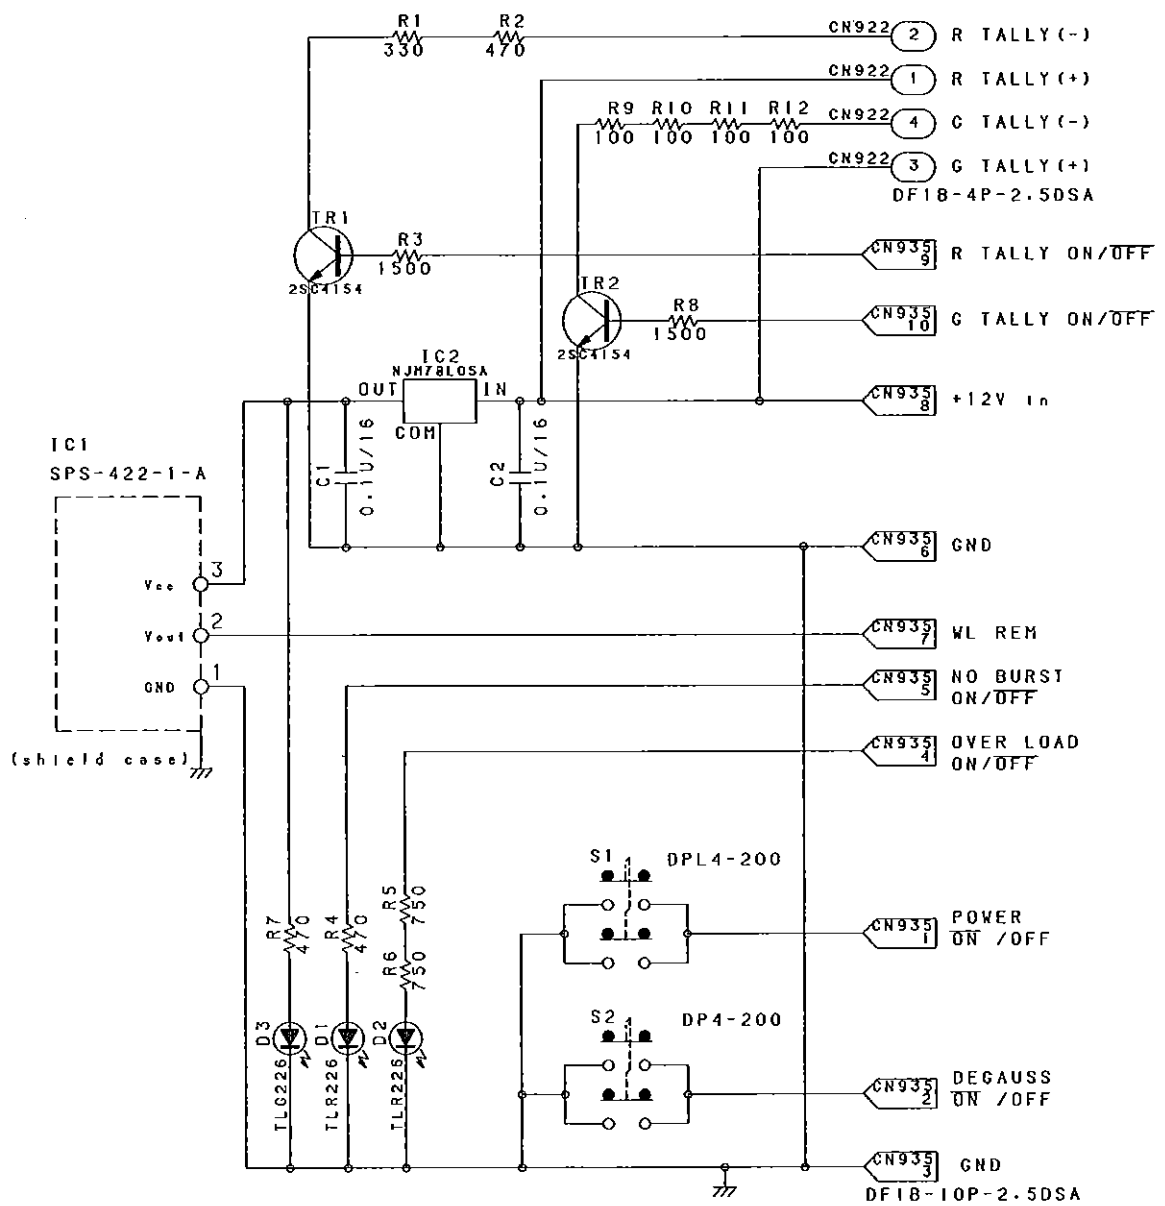 R1
R2
330
470
CN922 2 R TALLY(-)
CN922 1 R TALLY(+)
R9 R10 R11 R12
100 100 100 100
CN922 4 G TALLY(-)
CN922 3 G TALLY(+)
DF1B-4P-2.5DSA
TR1
2SC4154
R3
1500
CN935 9 R TALLY ON/OFF
TR2
2SC4154
R8
1500
CN935 10 G TALLY ON/OFF
IC2
NJM78L05A
OUT
IN
COM
CN935 8 +12V In
C1
0.1U/16
C2
0.1U/16
IC1
SPS-422-1-A
CN935 6 GND
Vcc 3
Vout 2
GND 1
(shield case)
CN935 7 WL REM
CN935 5 NO BURST
ON/OFF
CN935 4 OVER LOAD
ON/OFF
S1
DPL4-200
R7
470
R4
470
R5
750
R6
750
CN935 1 POWER
ON /OFF
D3
TLG226
D1
TLR226
D2
TLR226
S2
DP4-200
CN935 2 DEGAUSS
ON /OFF
CN935 3 GND
DF1B-10P-2.5DSA